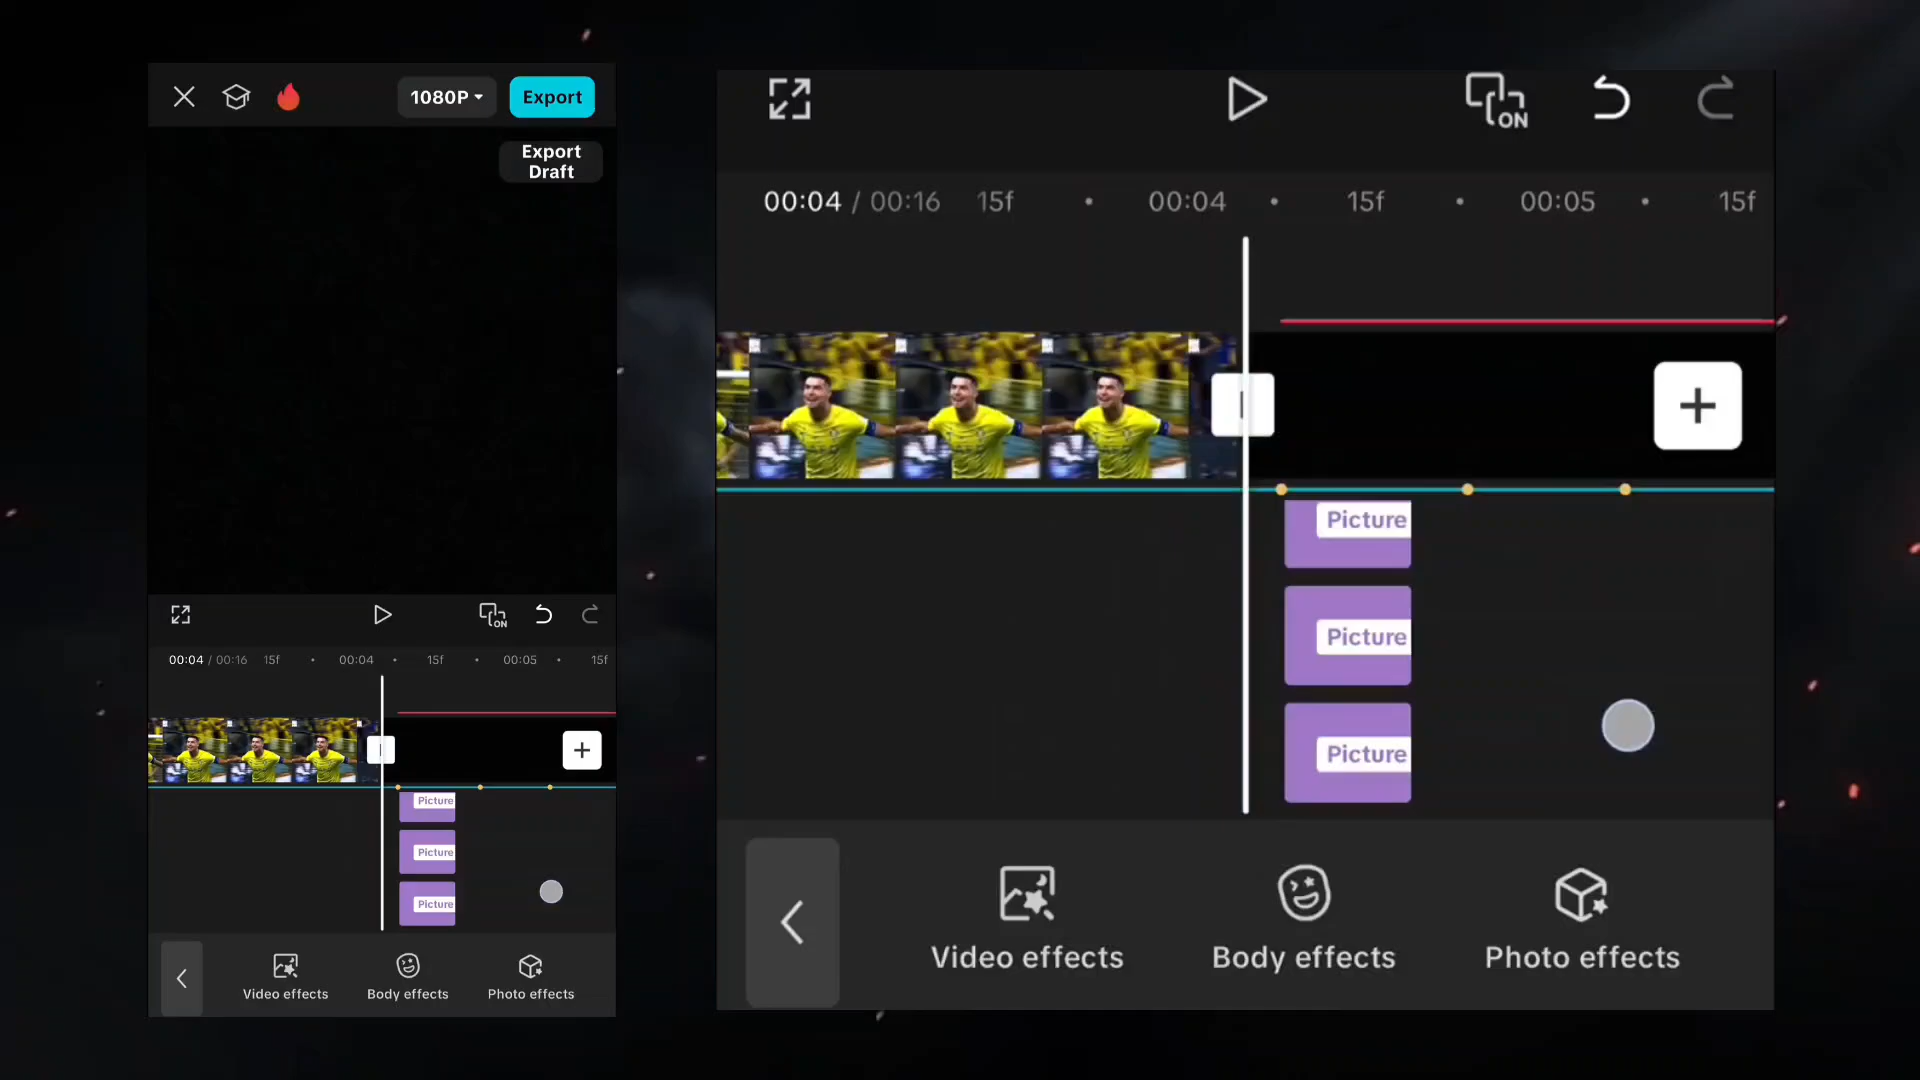 1080P
Export
Export
Draft
ON
00:04 / 00:16 15f 00:04 15f 00:05 15f
Picture
Picture
Picture
Video effects Body effects Photo effects
ON
00:04 / 00:16 15f 00:04 15f 00:05 15f
Picture
Picture
Picture
Video effects Body effects Photo effects